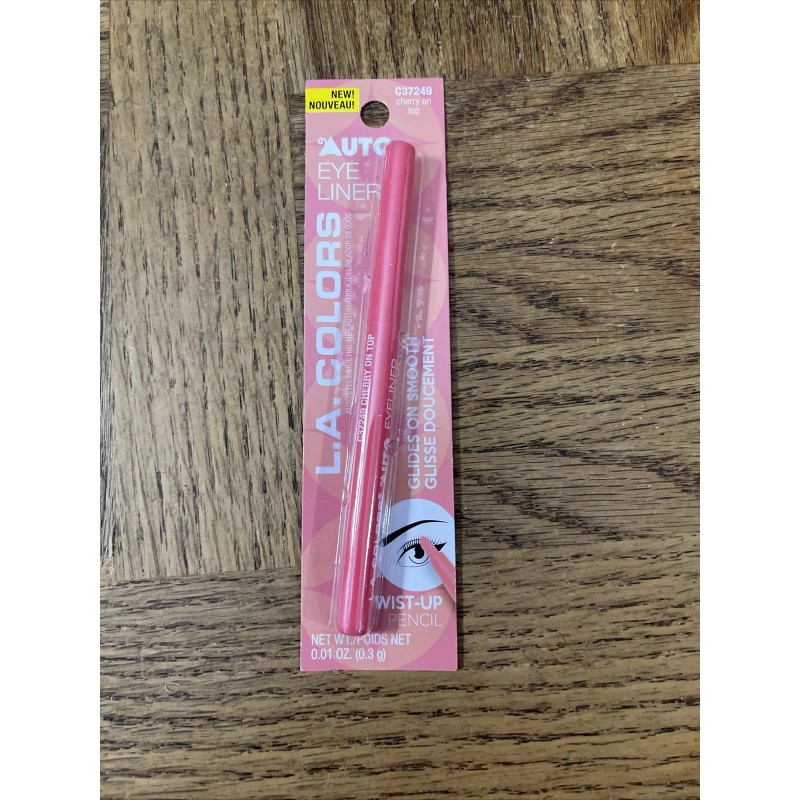 NEW!
NOUVEAU!
C37249
cherry on
top
AUTO
EYE
LINER
L.A. COLORS
C37249 CHERRY ON TOP
AUTO EYELINER
GLIDES ON SMOOTH
GLISSE DOUCEMENT
WIST-UP
PENCIL
NET WT./POIDS NET
0.01 OZ. (0.3 g)